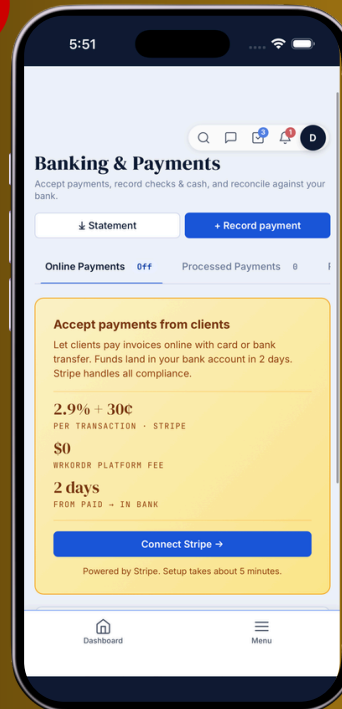 5:51
3
1
D
Banking & Payments
Accept payments, record checks & cash, and reconcile against your
bank.
Statement
+ Record payment
Online Payments Off
Processed Payments 0
Accept payments from clients
Let clients pay invoices online with card or bank
transfer. Funds land in your bank account in 2 days.
Stripe handles all compliance.
2.9% + 30¢
PER TRANSACTION · STRIPE
$0
WRKORDR PLATFORM FEE
2 days
FROM PAID → IN BANK
Connect Stripe →
Powered by Stripe. Setup takes about 5 minutes.
Dashboard
Menu